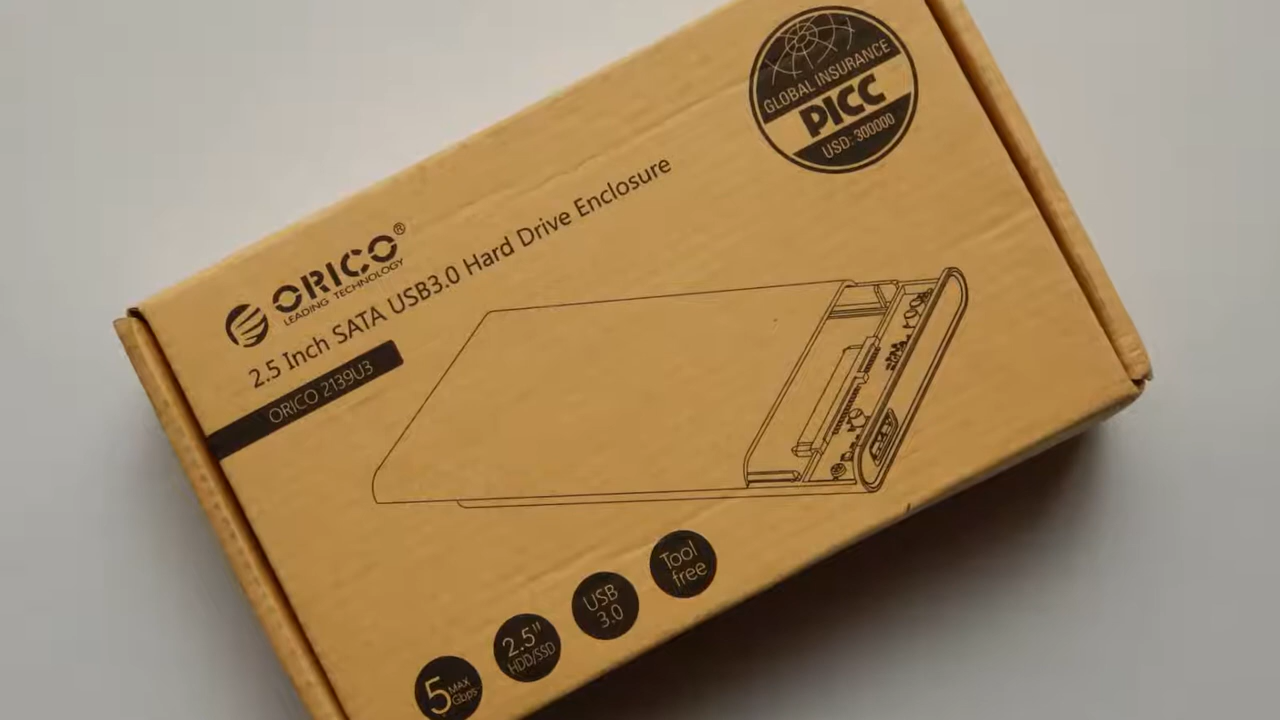 ORICO®
LEADING TECHNOLOGY
2.5 Inch SATA USB3.0 Hard Drive Enclosure
ORICO 2139U3
GLOBAL INSURANCE
PICC
USD: 300000
5 MAX
Gbps
2.5"
HDD/SSD
USB
3.0
Tool
free